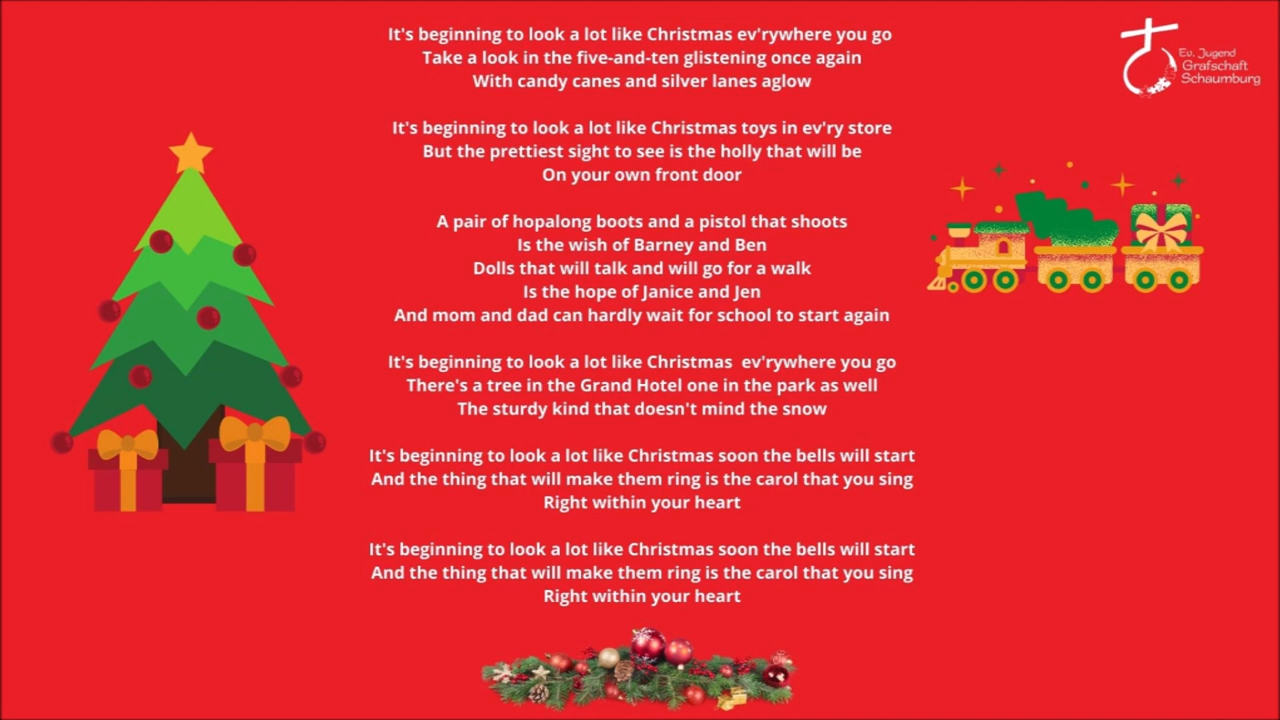 It's beginning to look a lot like Christmas ev'rywhere you go
Take a look in the five-and-ten glistening once again
With candy canes and silver lanes aglow
It's beginning to look a lot like Christmas toys in ev'ry store
But the prettiest sight to see is the holly that will be
On your own front door
A pair of hopalong boots and a pistol that shoots
Is the wish of Barney and Ben
Dolls that will talk and will go for a walk
Is the hope of Janice and Jen
And mom and dad can hardly wait for school to start again
It's beginning to look a lot like Christmas  ev'rywhere you go
There's a tree in the Grand Hotel one in the park as well
The sturdy kind that doesn't mind the snow
It's beginning to look a lot like Christmas soon the bells will start
And the thing that will make them ring is the carol that you sing
Right within your heart
It's beginning to look a lot like Christmas soon the bells will start
And the thing that will make them ring is the carol that you sing
Right within your heart
Ev. Jugend
Grafschaft
Schaumburg